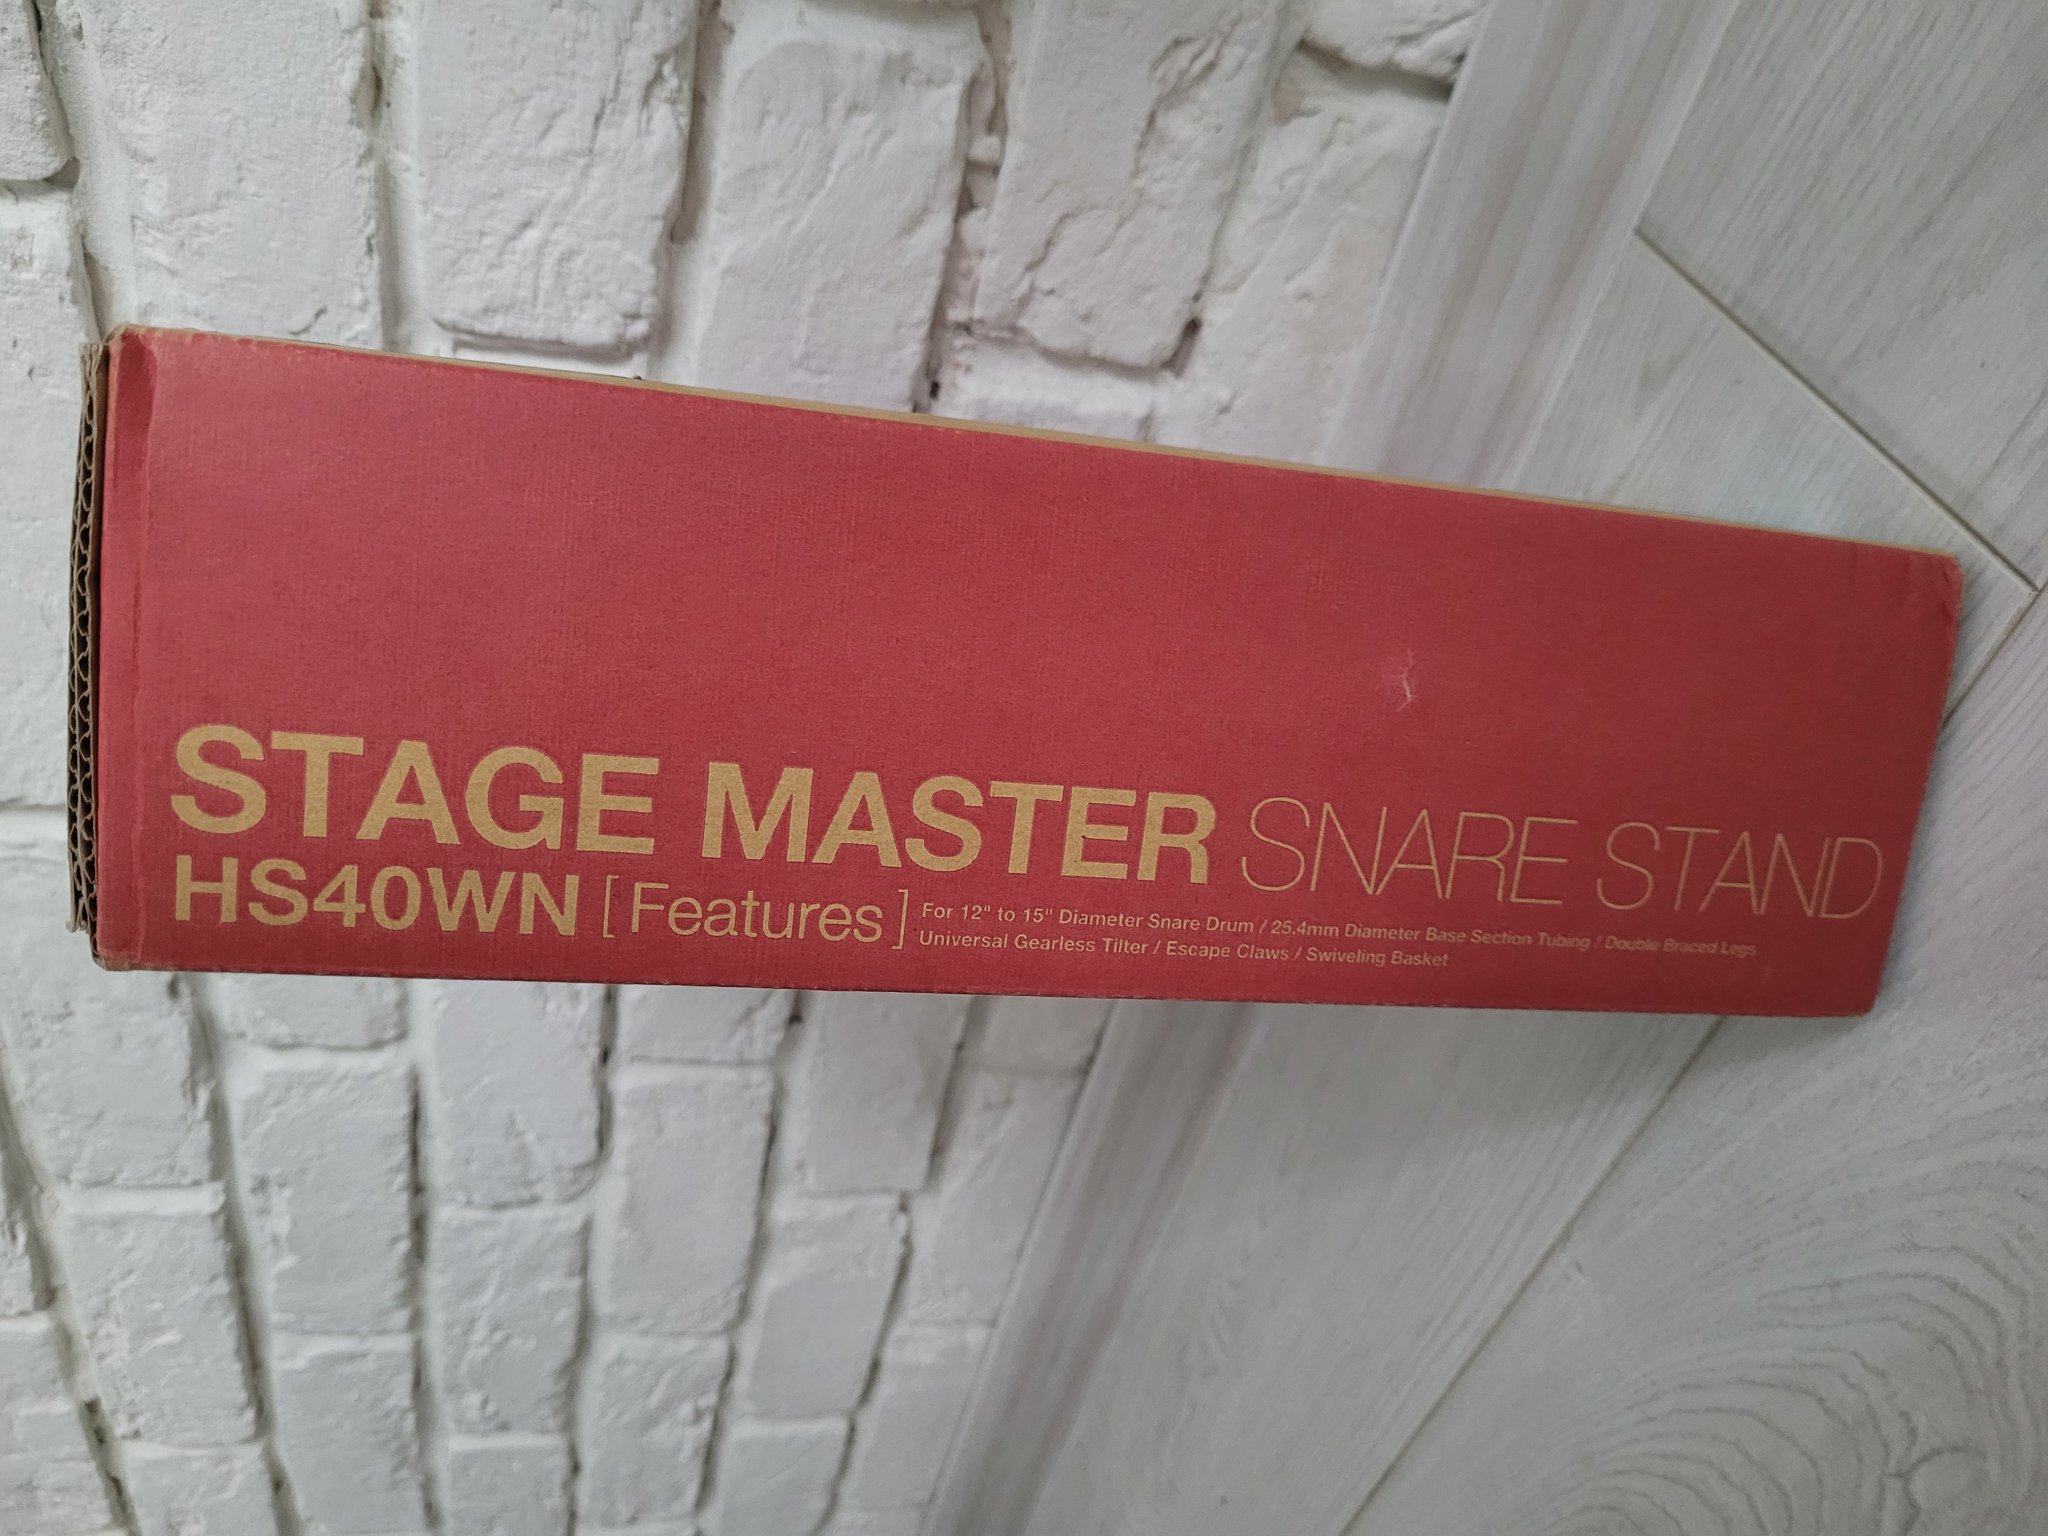 STAGE MASTER SNARE STAND
HS40WN [Features]
For 12" to 15" Diameter Snare Drum / 25.4mm Diameter Base Section Tubing / Double Braced Legs
Universal Gearless Tilter / Escape Claws / Swiveling Basket